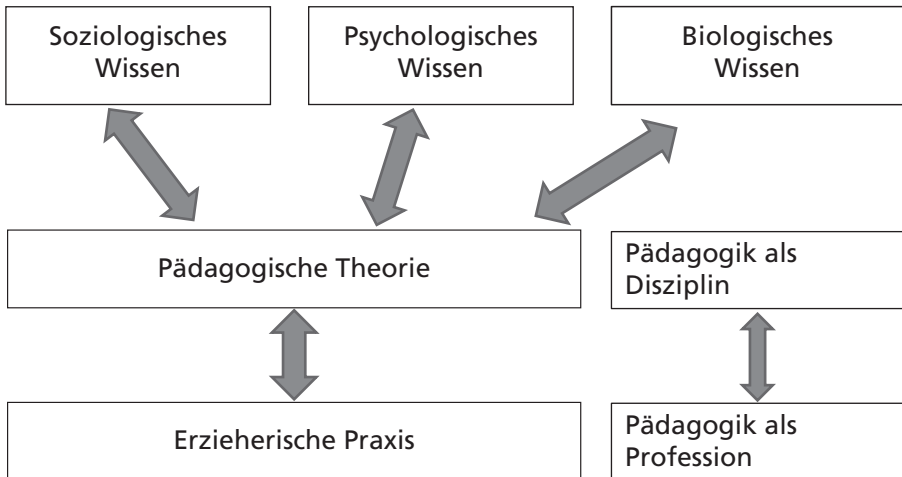 Soziologisches
Wissen
Psychologisches
Wissen
Biologisches
Wissen
Pädagogische Theorie
Pädagogik als
Disziplin
Erzieherische Praxis
Pädagogik als
Profession